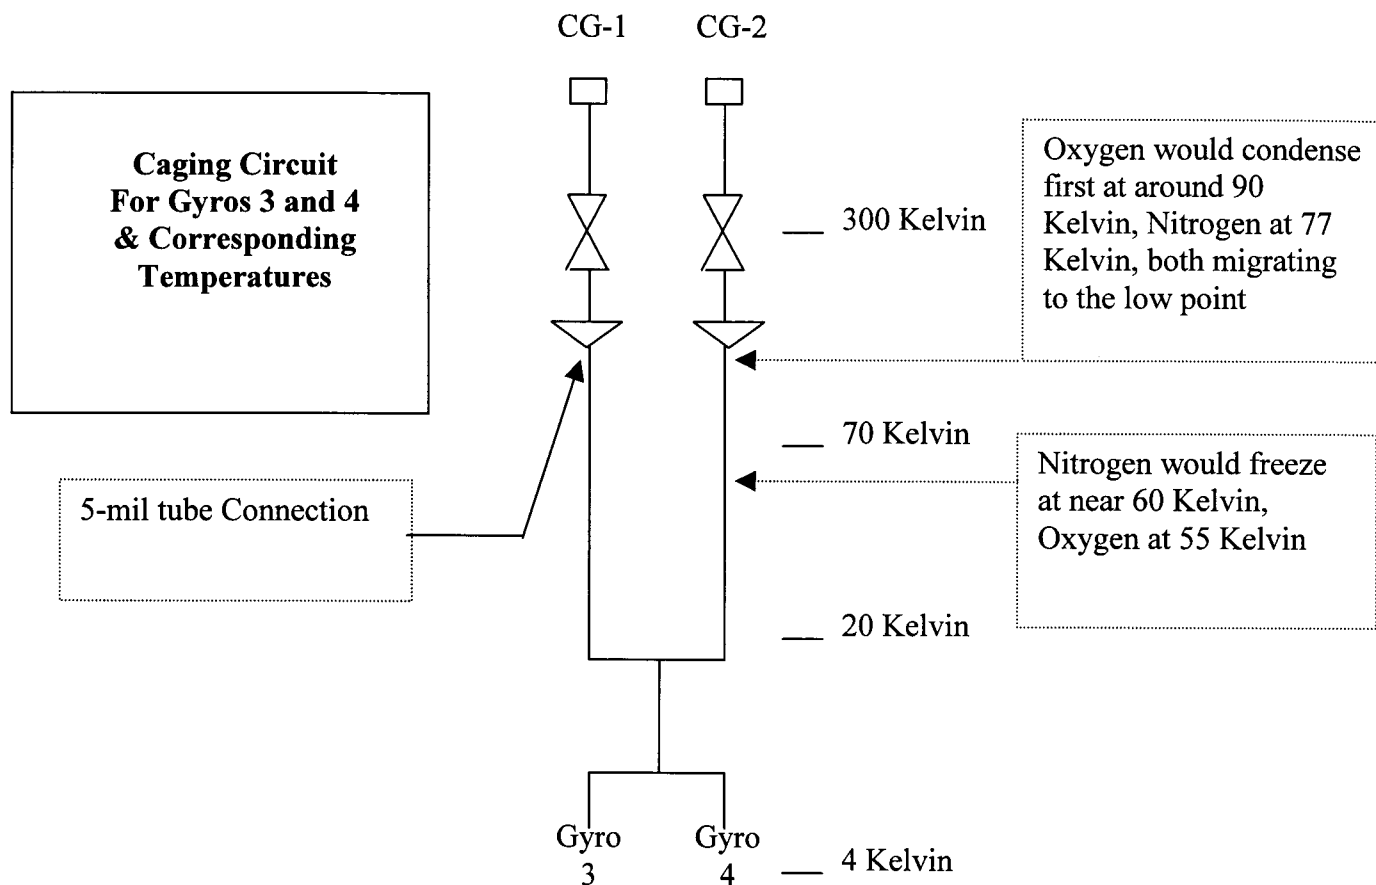 CG-1 CG-2
Caging Circuit
For Gyros 3 and 4
& Corresponding
Temperatures
Oxygen would condense
first at around 90
Kelvin, Nitrogen at 77
Kelvin, both migrating
to the low point
300 Kelvin
70 Kelvin
5-mil tube Connection
Nitrogen would freeze
at near 60 Kelvin,
Oxygen at 55 Kelvin
20 Kelvin
Gyro
3
Gyro
4
4 Kelvin